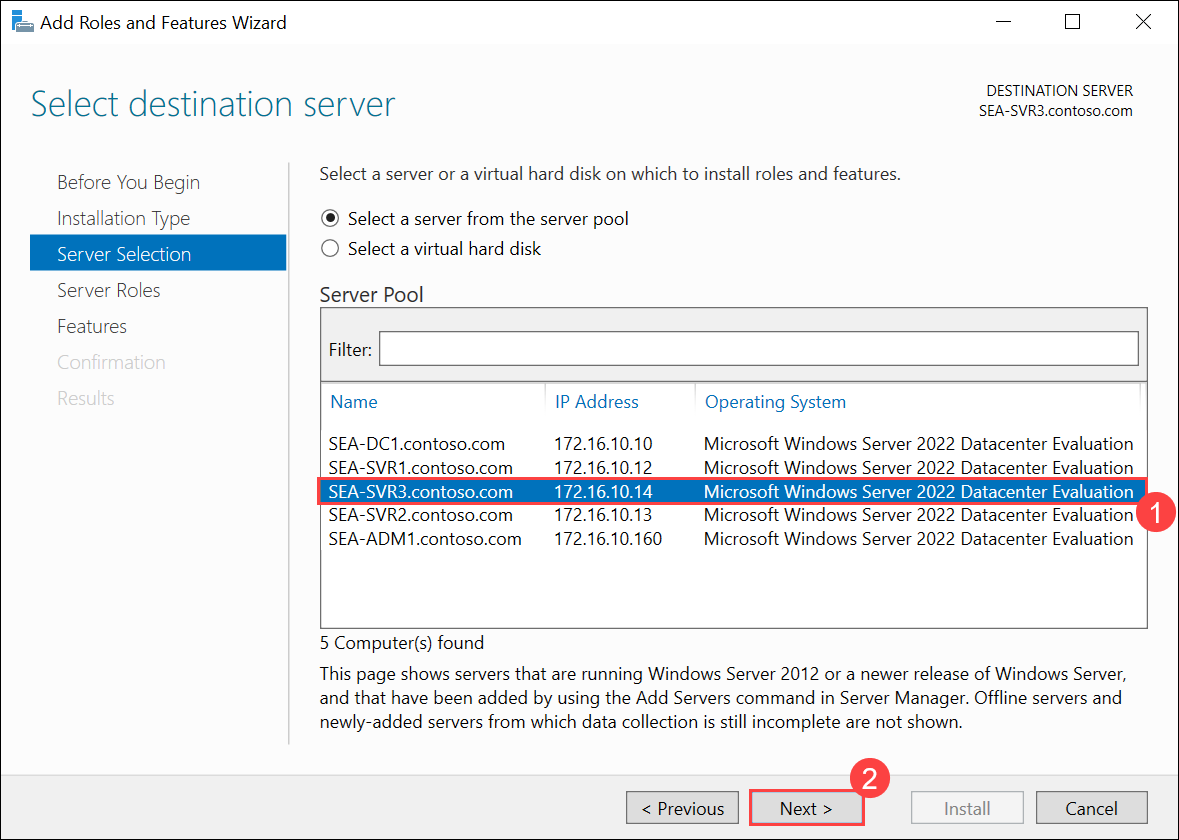 Add Roles and Features Wizard
Select destination server
DESTINATION SERVER
SEA-SVR3.contoso.com
Before You Begin
Installation Type
Server Selection
Server Roles
Features
Confirmation
Results
Select a server or a virtual hard disk on which to install roles and features.
Select a server from the server pool
Select a virtual hard disk
Server Pool
Filter:
Name IP Address Operating System
SEA-DC1.contoso.com 172.16.10.10 Microsoft Windows Server 2022 Datacenter Evaluation
SEA-SVR1.contoso.com 172.16.10.12 Microsoft Windows Server 2022 Datacenter Evaluation
SEA-SVR3.contoso.com 172.16.10.14 Microsoft Windows Server 2022 Datacenter Evaluation
1
SEA-SVR2.contoso.com 172.16.10.13 Microsoft Windows Server 2022 Datacenter Evaluation
SEA-ADM1.contoso.com 172.16.10.160 Microsoft Windows Server 2022 Datacenter Evaluation
5 Computer(s) found
This page shows servers that are running Windows Server 2012 or a newer release of Windows Server,
and that have been added by using the Add Servers command in Server Manager. Offline servers and
newly-added servers from which data collection is still incomplete are not shown.
2
< Previous Next > Install Cancel